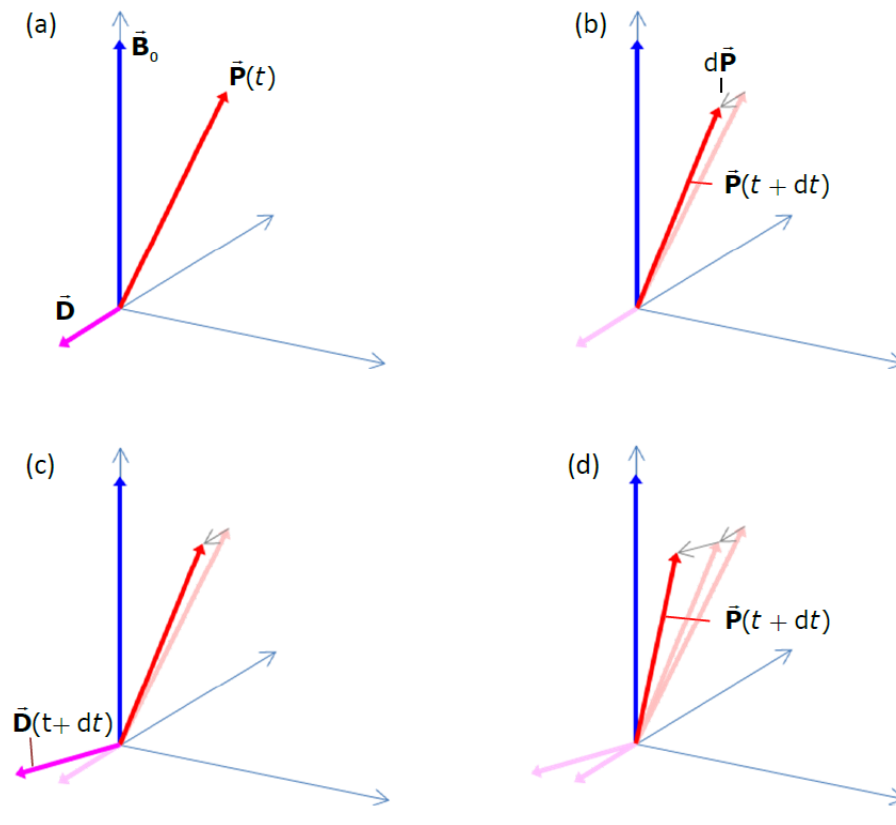 (a)
B⃗₀
P⃗(t)
D⃗
(b)
dP⃗
P⃗(t + dt)
(c)
D⃗(t+ dt)
(d)
P⃗(t + dt)